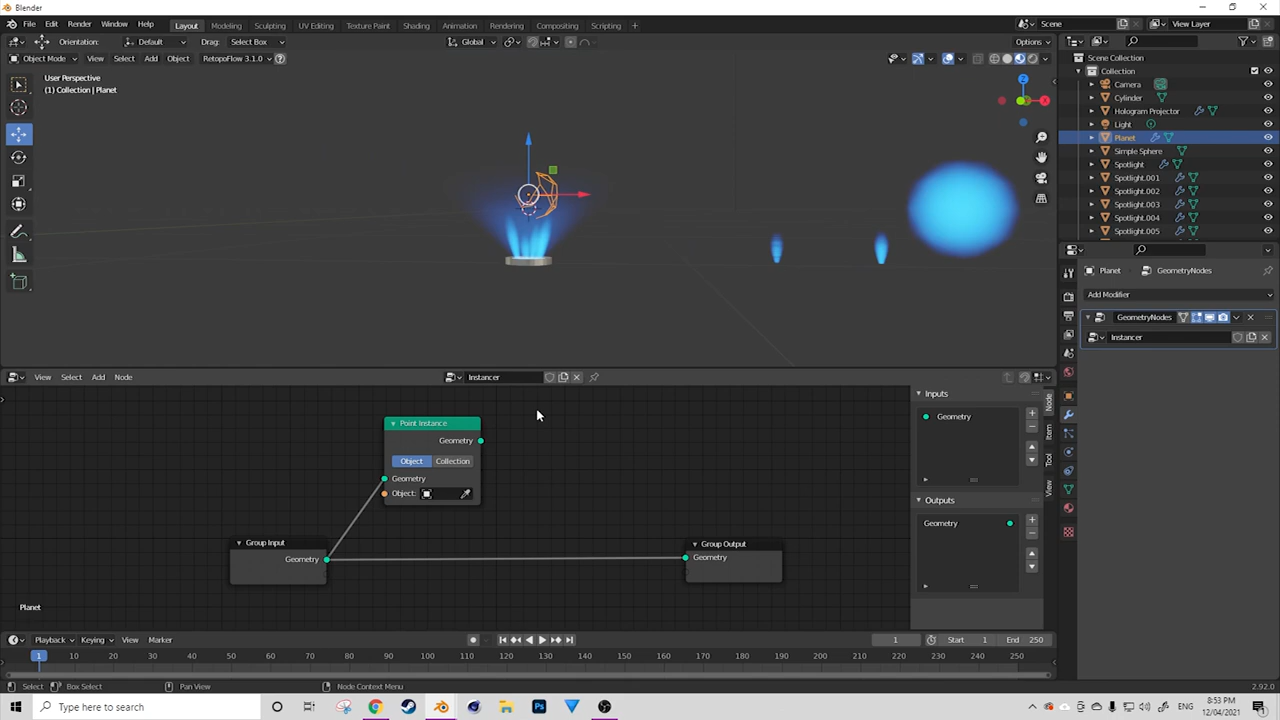 Blender
File Edit Render Window Help Layout Modeling UV Editing Texture Paint Shading Animation Rendering Compositing Scripting + Scene View Layer
Orientation: Default Drag: Select Box Global Options
Object Mode View Select Add Object RetopoFlow 3.1.0
User Perspective
(1) Collection | Planet
X
Scene Collection
Collection
Camera
Cylinder
Hologram Projector
Light
Planet
Simple Sphere
Spotlight
Spotlight.001
Spotlight.002
Spotlight.003
Spotlight.004
Spotlight.005
Planet GeometryNodes
Add Modifier
GeometryNodes
Instancer
View Select Add Node Instancer
Point Instance
Geometry
Object Collection
Geometry
Object:
Group Input
Geometry
Group Output
Geometry
Planet
Inputs
Geometry
Outputs
Geometry
Node
Item
Tool
View
Playback Keying View Marker 1 Start 1 End 250
1 10 20 30 40 50 60 70 80 90 100 110 120 130 140 150 160 170 180 190 200 210 220 230 240 250
Select Box Select Pan View Node Context Menu 2.92.0
Type here to search
8:53 PM
12/04/2021